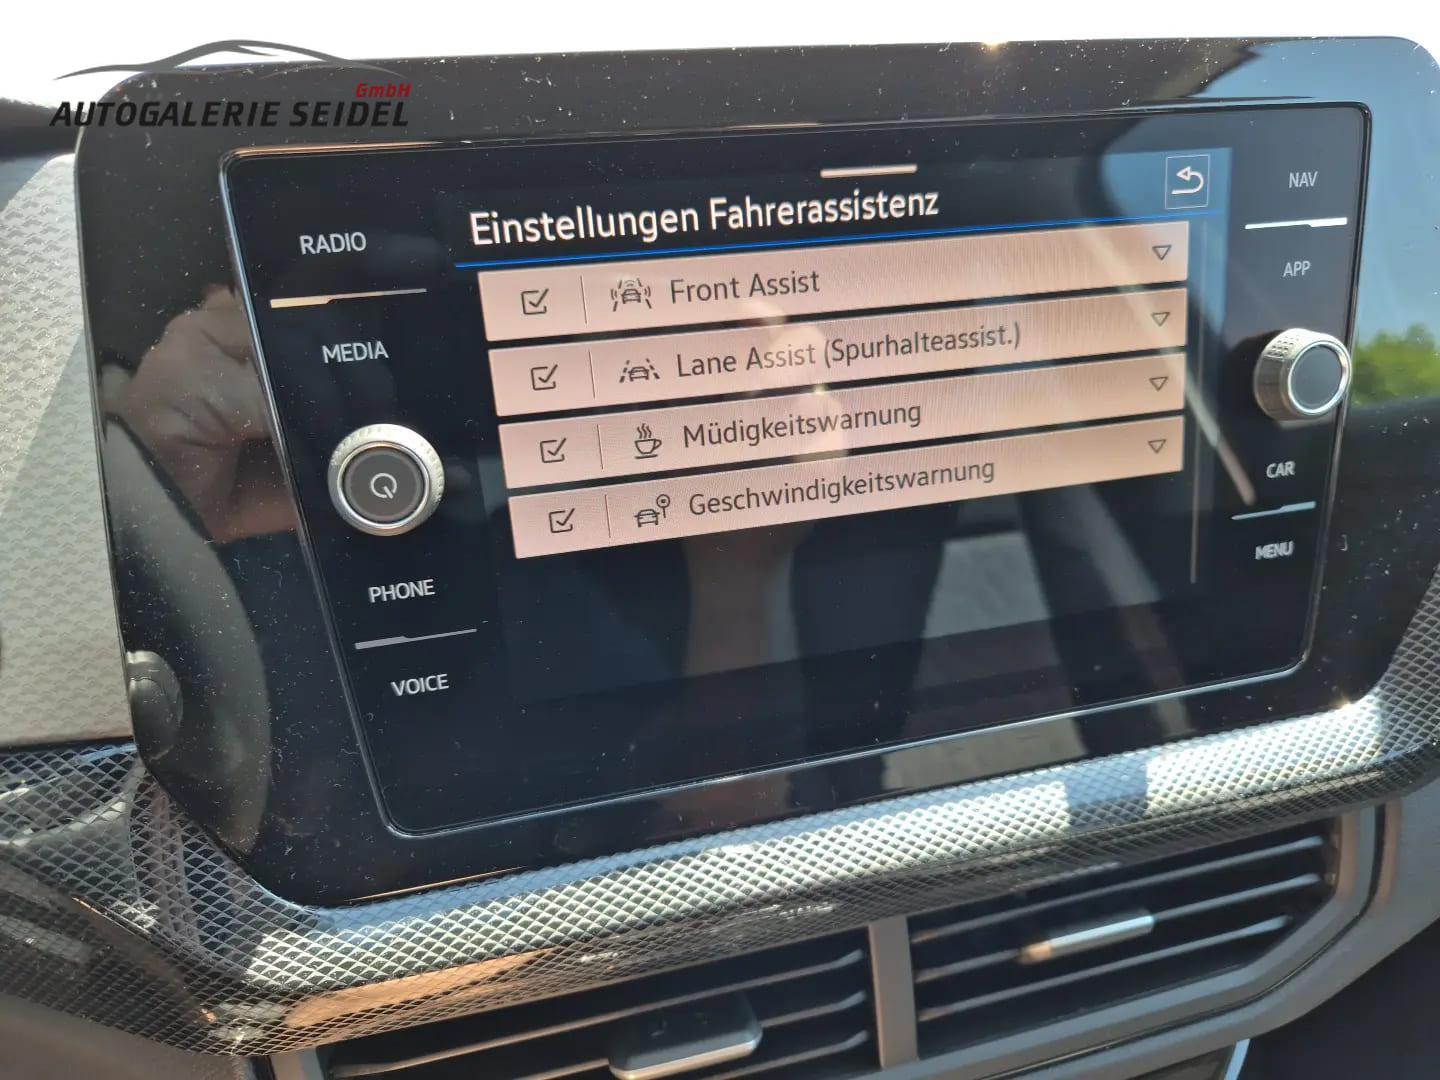 GmbH
AUTOGALERIE SEIDEL
Einstellungen Fahrerassistenz
Front Assist
Lane Assist (Spurhalteassist.)
Müdigkeitswarnung
Geschwindigkeitswarnung
RADIO
MEDIA
PHONE
VOICE
NAV
APP
CAR
MENU